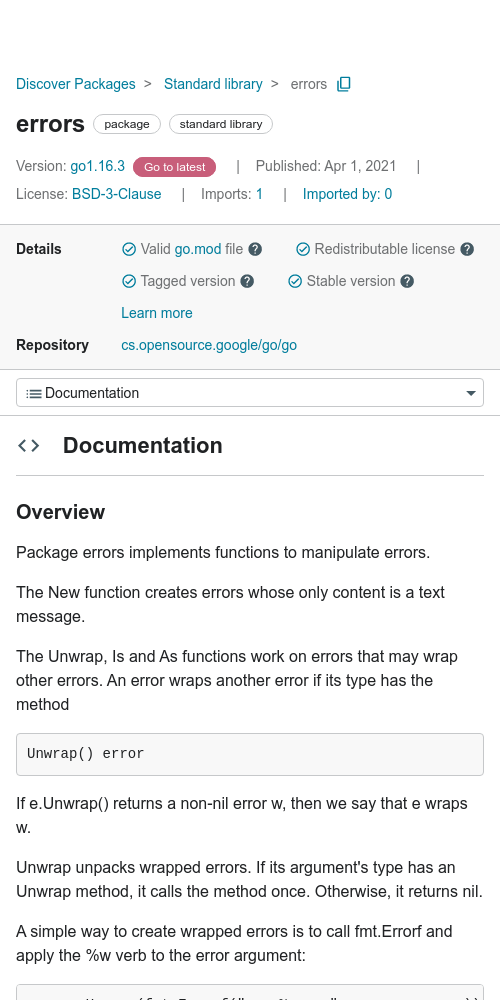 Discover Packages > Standard library > errors
errors package standard library
Version: go1.16.3 Go to latest | Published: Apr 1, 2021 |
License: BSD-3-Clause | Imports: 1 | Imported by: 0
Details Valid go.mod file ? Redistributable license ?
Tagged version ? Stable version ?
Learn more
Repository cs.opensource.google/go/go
Documentation
<> Documentation
Overview
Package errors implements functions to manipulate errors.
The New function creates errors whose only content is a text
message.
The Unwrap, Is and As functions work on errors that may wrap
other errors. An error wraps another error if its type has the
method
Unwrap() error
If e.Unwrap() returns a non-nil error w, then we say that e wraps
w.
Unwrap unpacks wrapped errors. If its argument's type has an
Unwrap method, it calls the method once. Otherwise, it returns nil.
A simple way to create wrapped errors is to call fmt.Errorf and
apply the %w verb to the error argument: